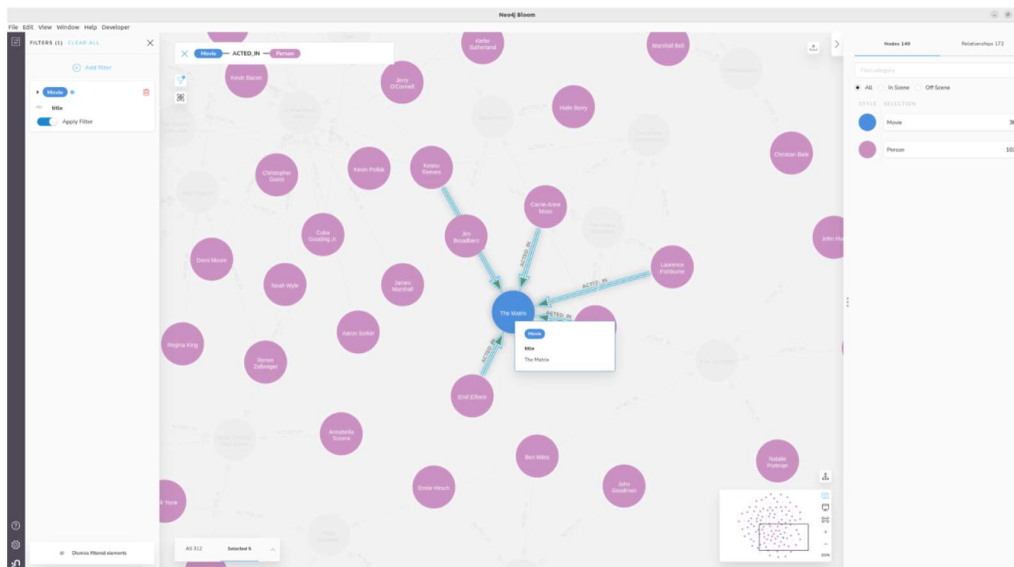 Neo4j Bloom
File Edit View Window Help Developer
FILTERS (1) CLEAR ALL
Add filter
Movie
title
Apply Filter
Dismiss filtered elements
Movie ACTED_IN Person
Kiefer Sutherland
Marshall Bell
Kevin Bacon
Jerry O'Connell
Halle Berry
Christian Bale
Christopher Guest
Kevin Pollak
Keanu Reeves
Carrie-Anne Moss
Cuba Gooding Jr.
Jim Broadbent
Demi Moore
Laurence Fishburne
Noah Wyle
James Marshall
ACTED_IN
ACTED_IN
ACTED_IN
ACTED_IN
The Matrix
Aaron Sorkin
Regina King
Renee Zellweger
Movie
title
The Matrix
Emil Eifrem
Annabella Sciorra
Ben Miles
Natalie Portman
Emile Hirsch
John Goodman
All 312
Selected 5
Nodes 140
Relationships 172
All In Scene Off Scene
STYLE SELECTION
Movie
Person